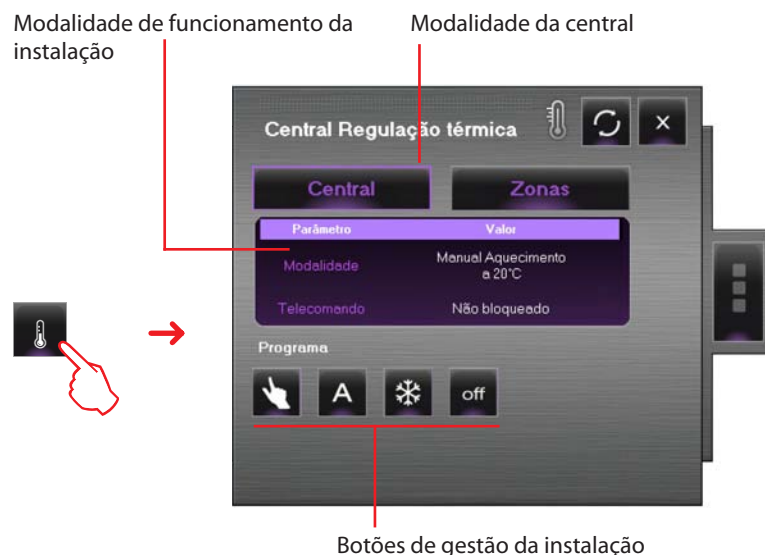 Modalidade de funcionamento da
instalação
Modalidade da central
Central Regulação térmica
×
Central
Zonas
Parâmetro
Valor
Modalidade
Manual Aquecimento
a 20°C
Telecomando
Não bloqueado
Programa
A
off
Botões de gestão da instalação